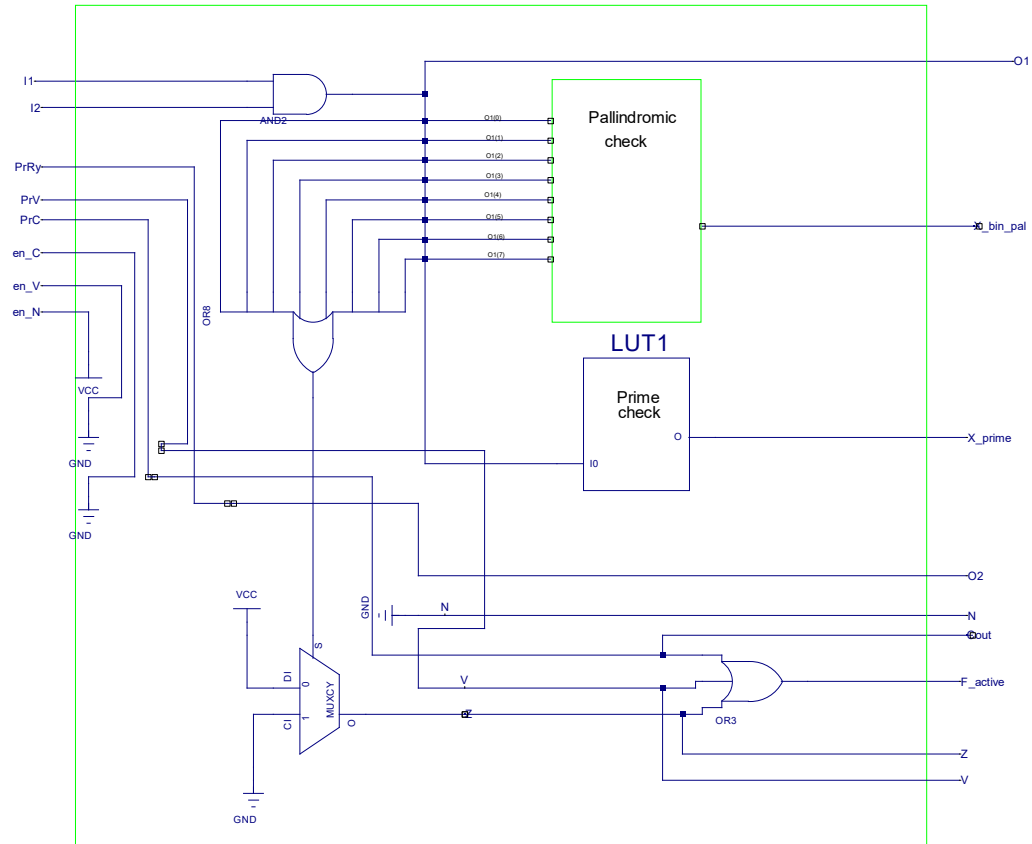 O1
I1
I2
AND2
O1(0)
O1(1)
O1(2)
O1(3)
O1(4)
O1(5)
O1(6)
O1(7)
Pallindromic
check
PrRy
PrV
PrC
en_C
en_V
en_N
X_bin_pal
OR8
LUT1
Prime
check
O
I0
X_prime
VCC
GND
GND
O2
VCC
GND
N
N
Cout
S
DI
0
MUXCY
CI
1
O
V
Z
OR3
F_active
Z
V
GND